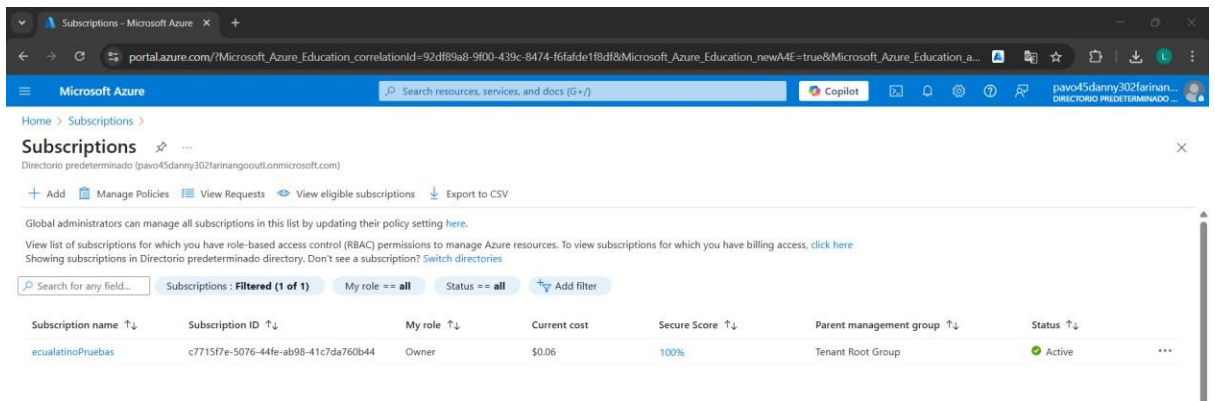 Subscriptions - Microsoft Azure
portal.azure.com/?Microsoft_Azure_Education_correlationId=92df89a8-9f00-439c-8474-f6fafde1f8df&Microsoft_Azure_Education_newA4E=true&Microsoft_Azure_Education_a...
Microsoft Azure
Search resources, services, and docs (G+/)
Copilot
pavo45danny302farinan...
DIRECTORIO PREDETERMINADO ...
Home > Subscriptions >
Subscriptions
Directorio predeterminado (pavo45danny302farinangooutl.onmicrosoft.com)
+ Add Manage Policies View Requests View eligible subscriptions Export to CSV
Global administrators can manage all subscriptions in this list by updating their policy setting here.
View list of subscriptions for which you have role-based access control (RBAC) permissions to manage Azure resources. To view subscriptions for which you have billing access, click here
Showing subscriptions in Directorio predeterminado directory. Don't see a subscription? Switch directories
Search for any field... Subscriptions : Filtered (1 of 1) My role == all Status == all Add filter
Subscription name Subscription ID My role Current cost Secure Score Parent management group Status
ecualatinoPruebas c7715f7e-5076-44fe-ab98-41c7da760b44 Owner $0.06 100% Tenant Root Group Active ...